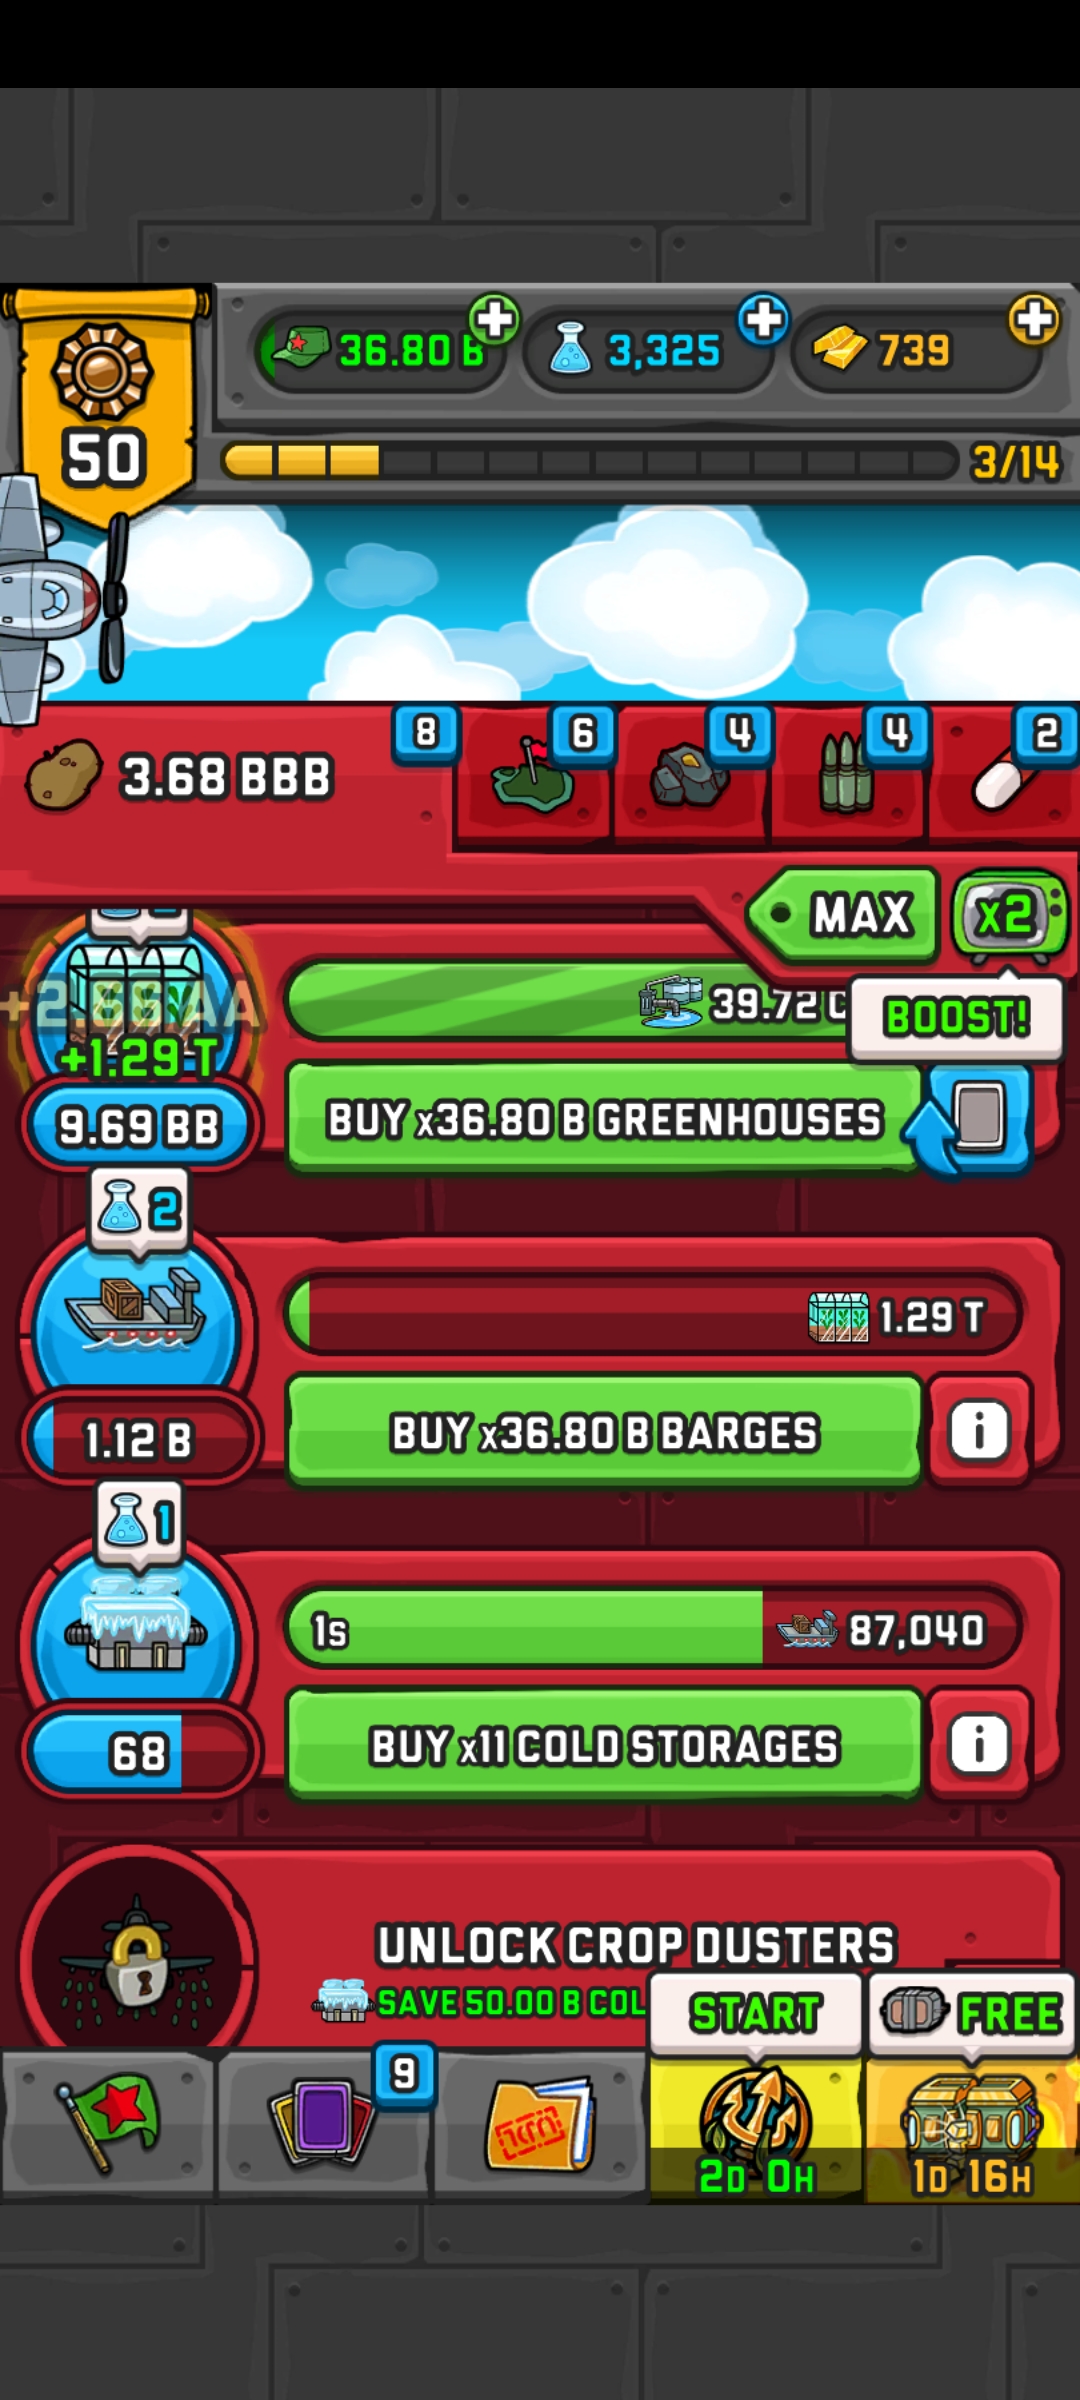 50
36.80 B
3,325
739
3/14
3.68 BBB
8
6
4
4
2
MAX
x2
BOOST!
+2.66 AA
+1.29 T
39.72
9.69 BB
BUY x36.80 B GREENHOUSES
2
1.29 T
1.12 B
BUY x36.80 B BARGES
i
1
1s
87,040
68
BUY x11 COLD STORAGES
i
UNLOCK CROP DUSTERS
SAVE 50.00 B COL
START
FREE
9
2D 0H
1D 16H